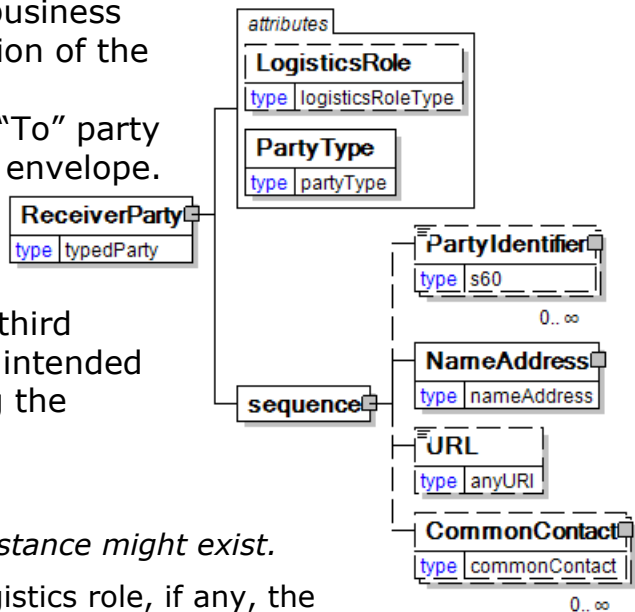 business
ion of the
"To" party
envelope.
third
intended
g the
stance might exist.
gistics role, if any, the
attributes
LogisticsRole
type logisticsRoleType
PartyType
type partyType
ReceiverParty
type typedParty
sequence
PartyIdentifier
type s60
0.. ∞
NameAddress
type nameAddress
URL
type anyURI
CommonContact
type commonContact
0.. ∞